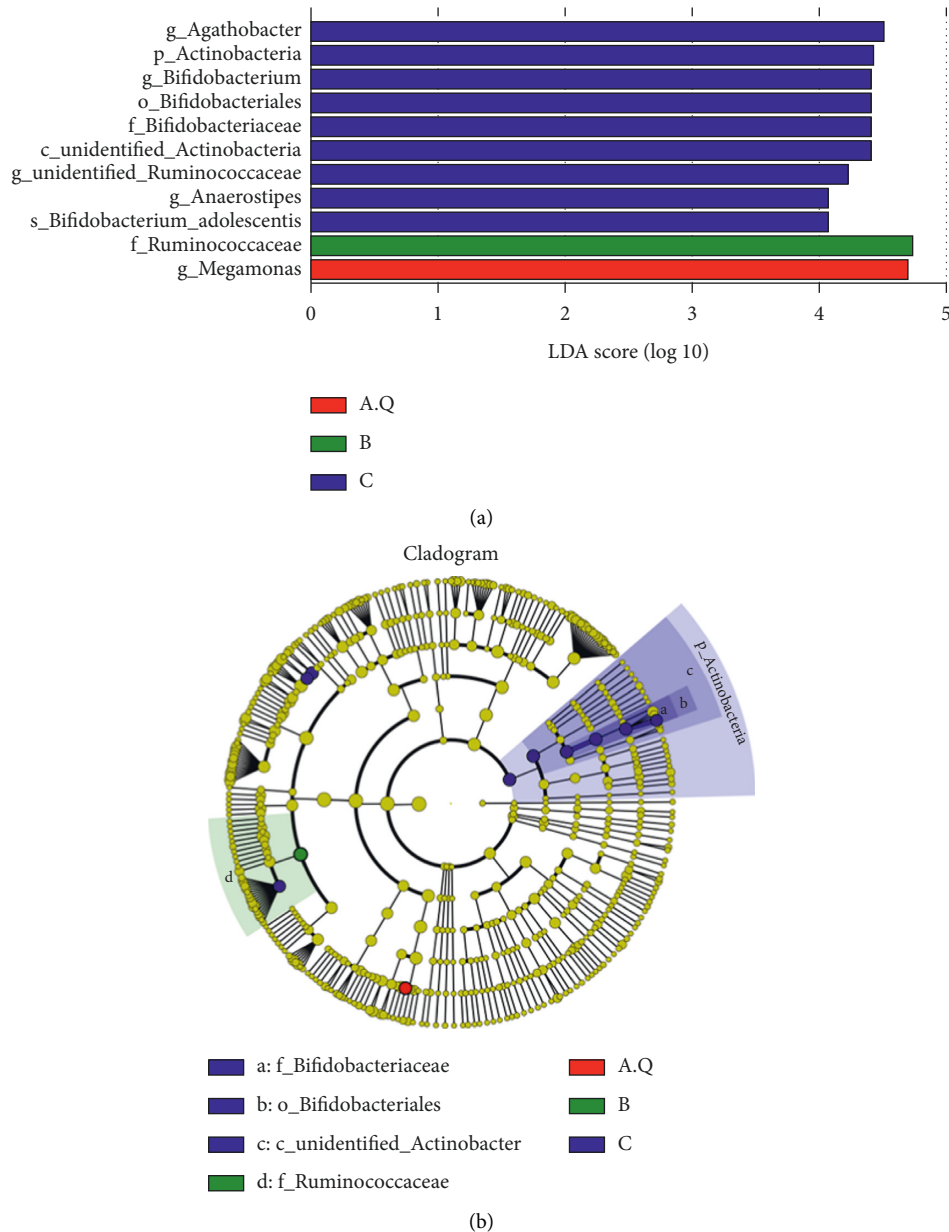 g_Agathobacter
p_Actinobacteria
g_Bifidobacterium
o_Bifidobacteriales
f_Bifidobacteriaceae
c_unidentified_Actinobacteria
g_unidentified_Ruminococcaceae
g_Anaerostipes
s_Bifidobacterium_adolescentis
f_Ruminococcaceae
g_Megamonas
0 1 2 3 4 5
LDA score (log 10)
A.Q
B
C
(a)
Cladogram
p_Actinobacteria
c
a b
d
a: f_Bifidobacteriaceae A.Q
b: o_Bifidobacteriales B
c: c_unidentified_Actinobacter C
d: f_Ruminococcaceae
(b)